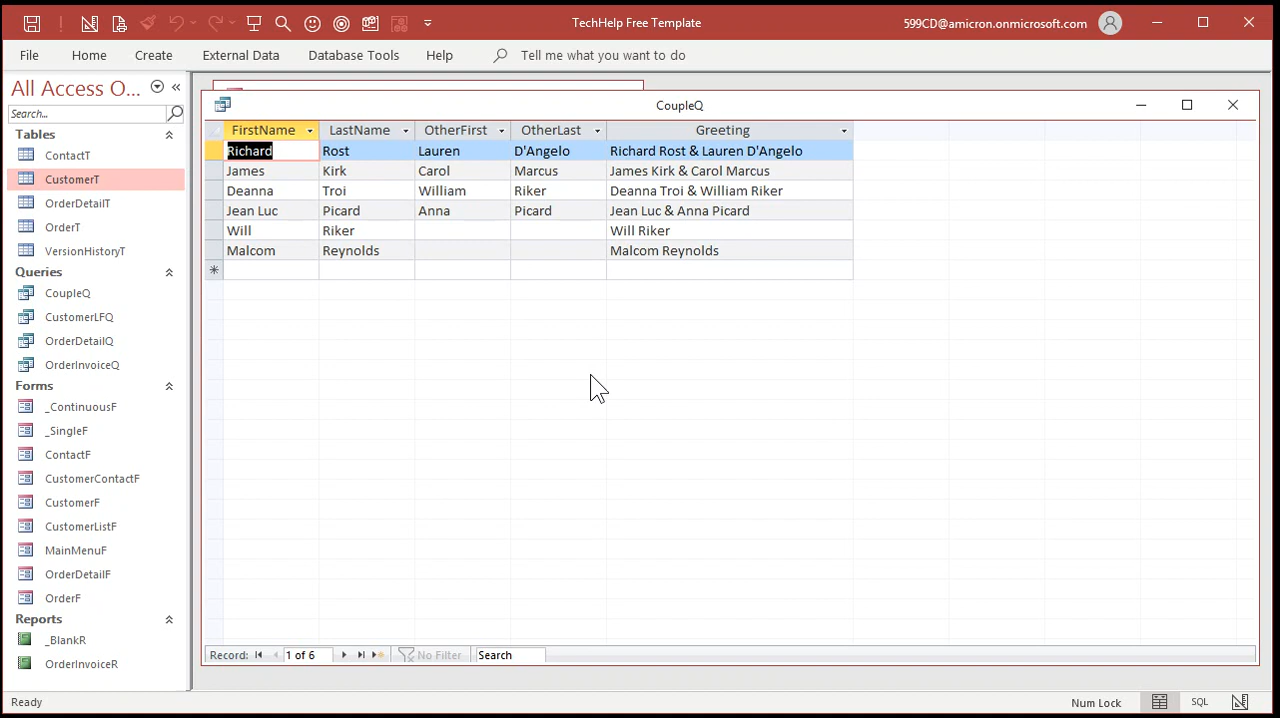 TechHelp Free Template
599CD@amicron.onmicrosoft.com
File Home Create External Data Database Tools Help Tell me what you want to do
All Access O...
Search...
Tables
ContactT
CustomerT
OrderDetailT
OrderT
VersionHistoryT
Queries
CoupleQ
CustomerLFQ
OrderDetailQ
OrderInvoiceQ
Forms
_ContinuousF
_SingleF
ContactF
CustomerContactF
CustomerF
CustomerListF
MainMenuF
OrderDetailF
OrderF
Reports
_BlankR
OrderInvoiceR
CoupleQ
FirstName LastName OtherFirst OtherLast Greeting
Richard Rost Lauren D'Angelo Richard Rost & Lauren D'Angelo
James Kirk Carol Marcus James Kirk & Carol Marcus
Deanna Troi William Riker Deanna Troi & William Riker
Jean Luc Picard Anna Picard Jean Luc & Anna Picard
Will Riker Will Riker
Malcom Reynolds Malcom Reynolds
Record: 1 of 6 No Filter Search
Ready Num Lock SQL